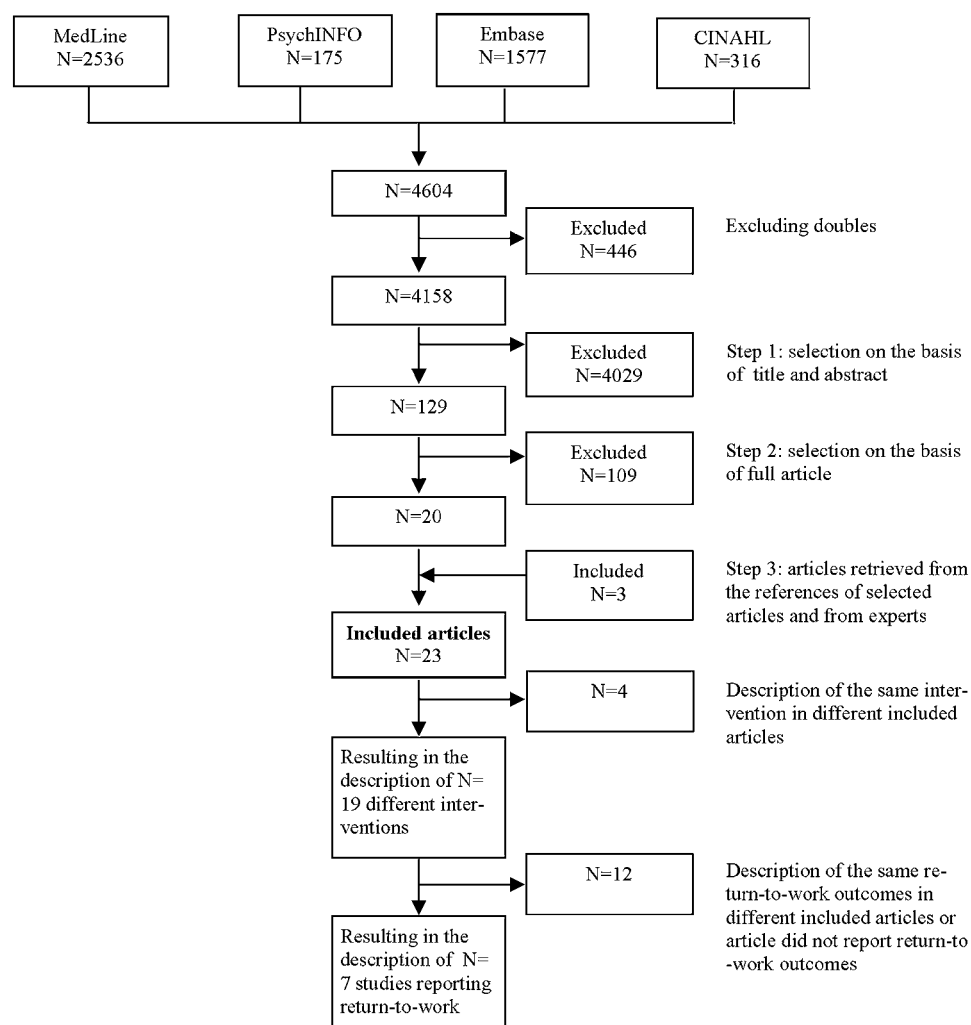 MedLine
N=2536
PsychINFO
N=175
Embase
N=1577
CINAHL
N=316
N=4604
Excluded
N=446
Excluding doubles
N=4158
Excluded
N=4029
Step 1: selection on the basis
of title and abstract
N=129
Excluded
N=109
Step 2: selection on the basis
of full article
N=20
Included
N=3
Step 3: articles retrieved from
the references of selected
articles and from experts
Included articles
N=23
N=4
Description of the same inter-
vention in different included
articles
Resulting in the
description of N=
19 different inter-
ventions
N=12
Description of the same re-
turn-to-work outcomes in
different included articles or
article did not report return-to
-work outcomes
Resulting in the
description of N=
7 studies reporting
return-to-work